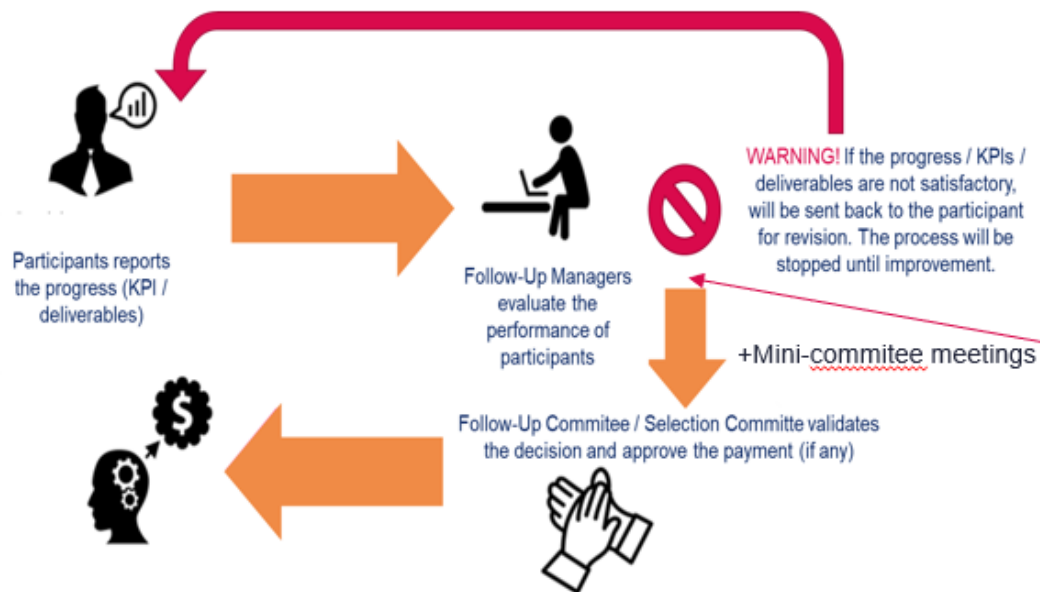 Participants reports
the progress (KPI /
deliverables)
Follow-Up Managers
evaluate the
performance of
participants
WARNING! If the progress / KPIs /
deliverables are not satisfactory,
will be sent back to the participant
for revision. The process will be
stopped until improvement.
+Mini-commitee meetings
Follow-Up Commitee / Selection Committe validates
the decision and approve the payment (if any)
$